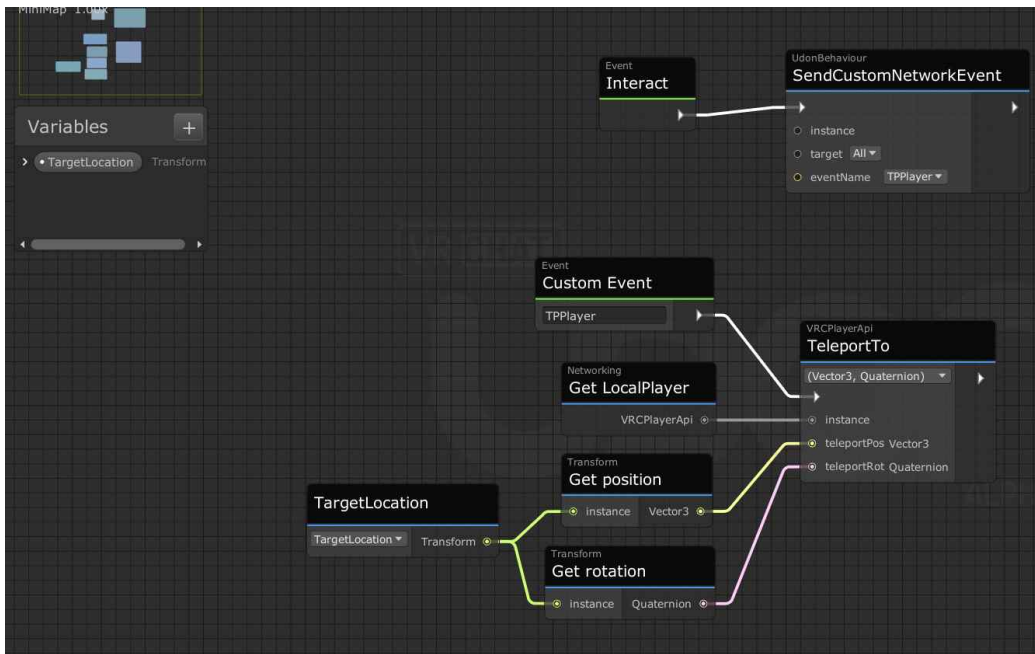 MiniMap 1.00x
Variables +
TargetLocation Transform
Event
Interact
UdonBehaviour
SendCustomNetworkEvent
instance
target All
eventName TPPlayer
Event
Custom Event
TPPlayer
Networking
Get LocalPlayer
VRCPlayerApi
VRCPlayerApi
TeleportTo
(Vector3, Quaternion)
instance
teleportPos Vector3
teleportRot Quaternion
TargetLocation
TargetLocation Transform
Transform
Get position
instance Vector3
Transform
Get rotation
instance Quaternion